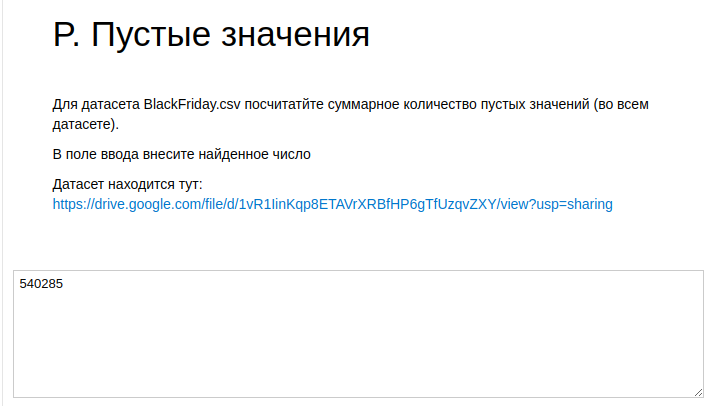 P. Пустые значения
Для датасета BlackFriday.csv посчитатйте суммарное количество пустых значений (во всем
датасете).
В поле ввода внесите найденное число
Датасет находится тут:
https://drive.google.com/file/d/1vR1IinKqp8ETAVrXRBfHP6gTfUzqvZXY/view?usp=sharing
540285